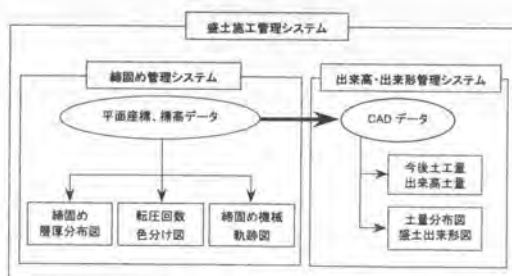 盛土施工管理システム
締固め管理システム
出来高・出来形管理システム
平面座標、標高データ
CAD データ
締固め
層厚分布図
転圧回数
色分け図
締固め機械
軌跡図
今後土工量
出来高土量
土量分布図
盛土出来形図